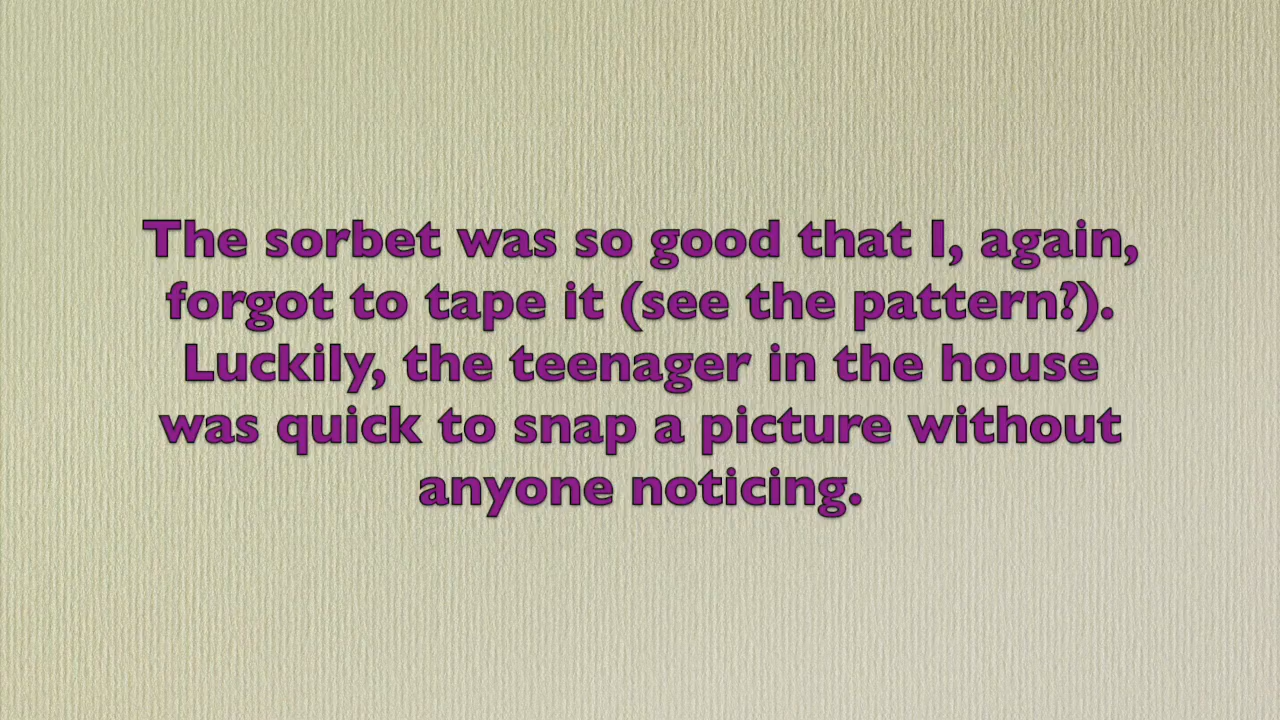 The sorbet was so good that I, again,
forgot to tape it (see the pattern?).
Luckily, the teenager in the house
was quick to snap a picture without
anyone noticing.